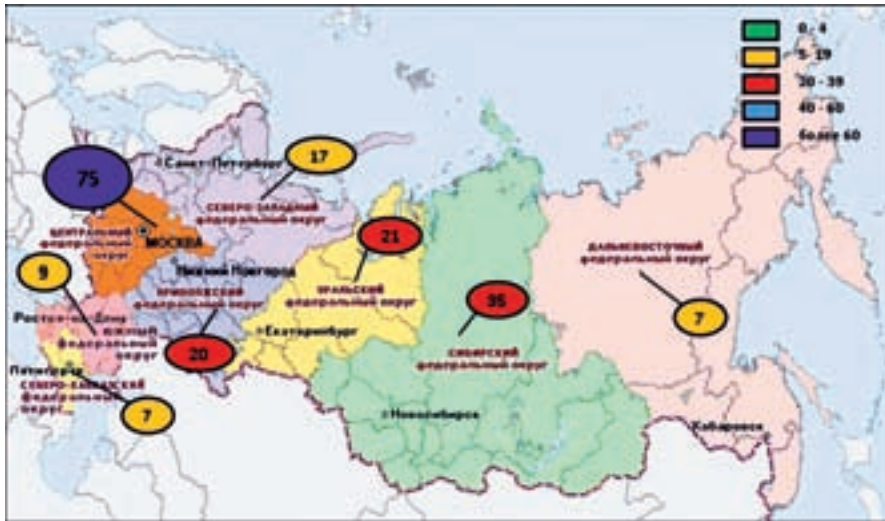 0 - 4
5- 19
20 - 39
40 - 60
более 60
75
17
Санкт-Петербург
СЕВЕРО-ЗАПАДНЫЙ
федеральный округ
ЦЕНТРАЛЬНЫЙ
федеральный
округ
МОСКВА
21
9
Нижний Новгород
ПРИВОЛЖСКИЙ
федеральный округ
УРАЛЬСКИЙ
федеральный округ
ДАЛЬНЕВОСТОЧНЫЙ
федеральный округ
7
35
Ростов-на-Дону
ЮЖНЫЙ
федеральный
округ
Екатеринбург
20
СИБИРСКИЙ
федеральный округ
Пятигорск
СЕВЕРО-КАВКАЗСКИЙ
федеральный
округ
7
Новосибирск
Хабаровск